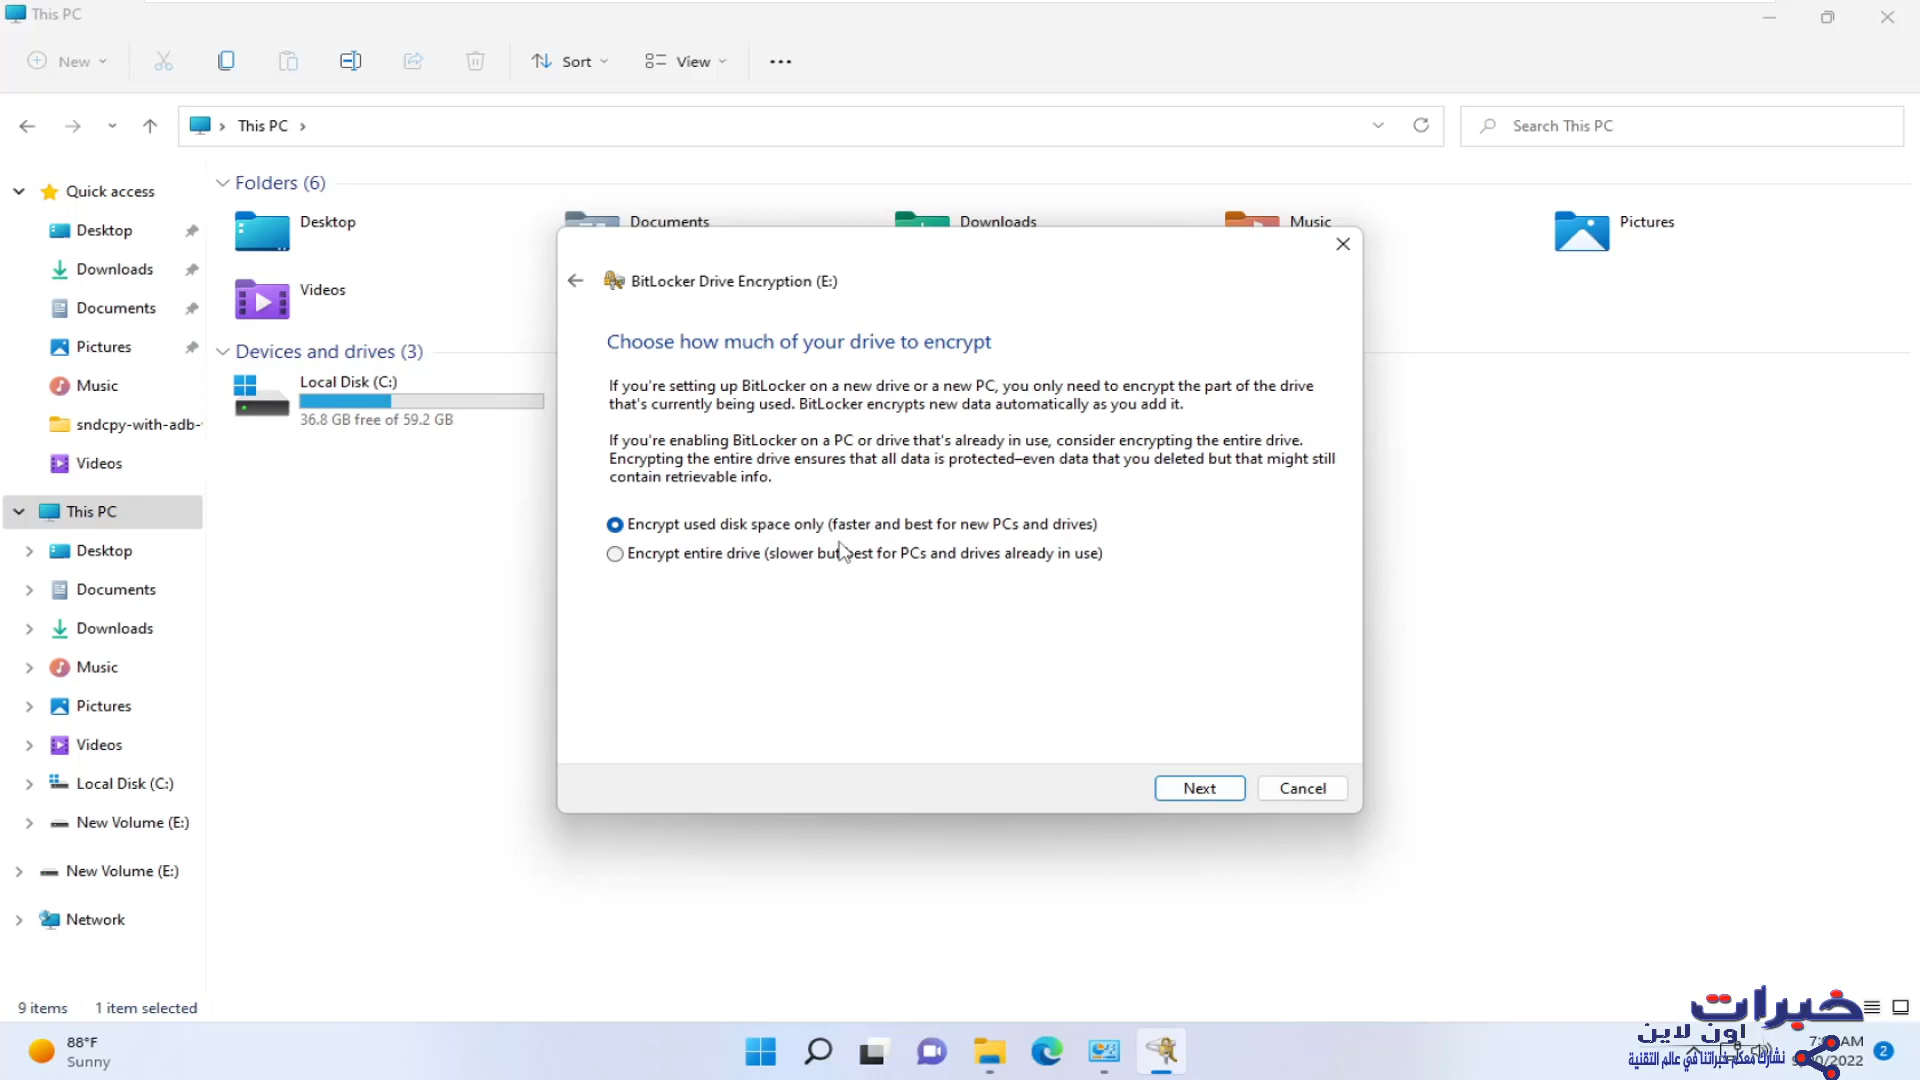 This PC
New
Sort
View
This PC
Search This PC
Quick access
Desktop
Downloads
Documents
Pictures
Music
sndcpy-with-adb-
Videos
This PC
Desktop
Documents
Downloads
Music
Pictures
Videos
Local Disk (C:)
New Volume (E:)
New Volume (E:)
Network
Folders (6)
Desktop
Documents
Downloads
Music
Pictures
Videos
Devices and drives (3)
Local Disk (C:)
36.8 GB free of 59.2 GB
BitLocker Drive Encryption (E:)
Choose how much of your drive to encrypt
If you're setting up BitLocker on a new drive or a new PC, you only need to encrypt the part of the drive
that's currently being used. BitLocker encrypts new data automatically as you add it.
If you're enabling BitLocker on a PC or drive that's already in use, consider encrypting the entire drive.
Encrypting the entire drive ensures that all data is protected–even data that you deleted but that might still
contain retrievable info.
Encrypt used disk space only (faster and best for new PCs and drives)
Encrypt entire drive (slower but best for PCs and drives already in use)
Next
Cancel
9 items
1 item selected
88°F
Sunny
خبرات
اون لاين
نشارك معكم خبراتنا في عالم التقنية
AM
/2022
2